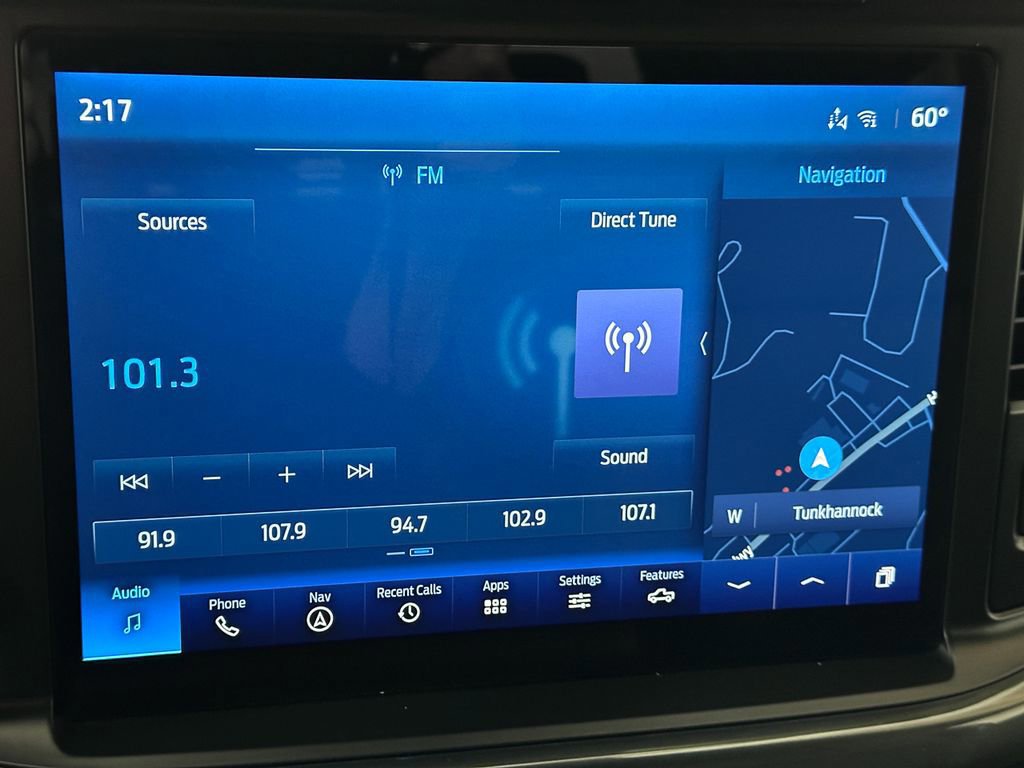 2:17
60°
FM
Navigation
Sources
Direct Tune
101.3
Sound
91.9
107.9
94.7
102.9
107.1
W
Tunkhannock
Audio
Phone
Nav
Recent Calls
Apps
Settings
Features